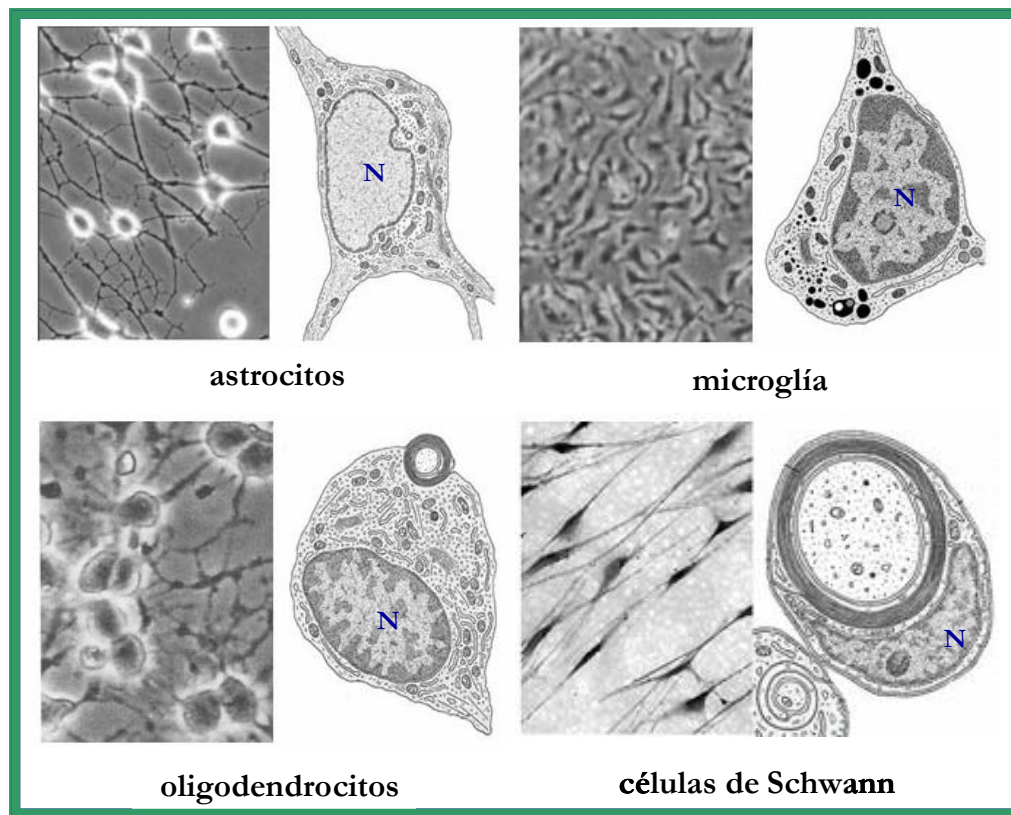 N
N
astrocitos
microglía
N
N
oligodendrocitos
células de Schwann